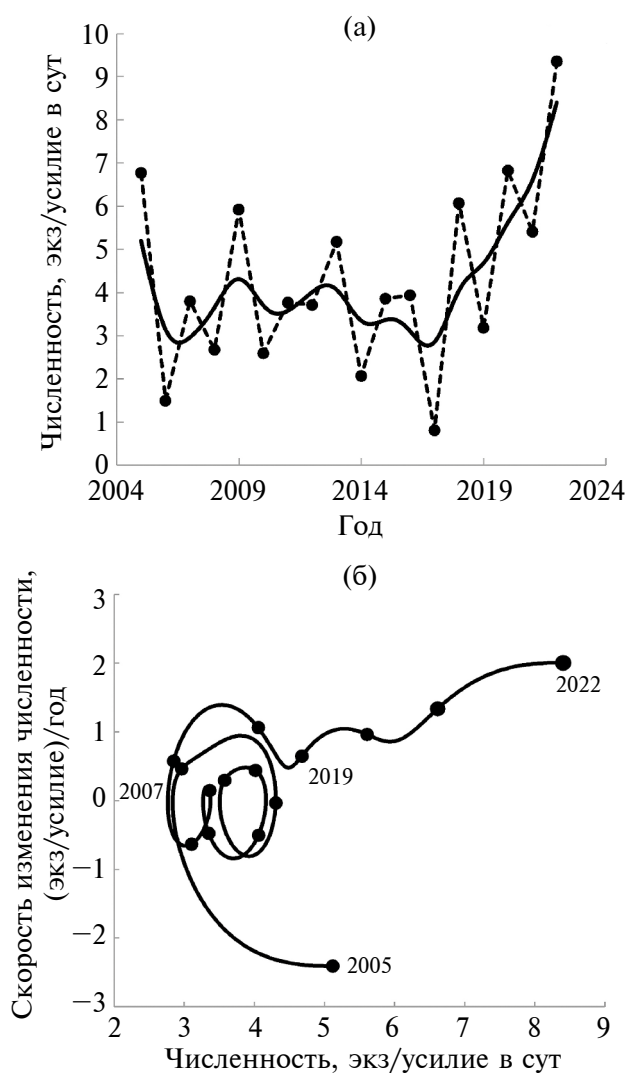 (а)
Численность, экз/усилие в сут
10
9
8
7
6
5
4
3
2
1
0
2004 2009 2014 2019 2024
Год
(б)
Скорость изменения численности,
(экз/усилие)/год
3
2
1
0
−1
−2
−3
2022
2019
2007
2005
2 3 4 5 6 7 8 9
Численность, экз/усилие в сут